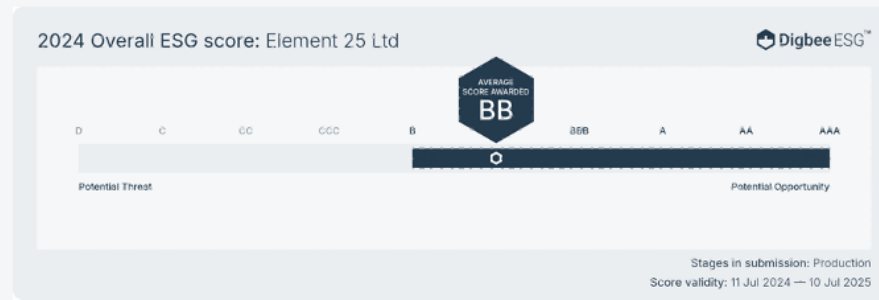 2024 Overall ESG score: Element 25 Ltd
DigbeeESG™
AVERAGE
SCORE AWARDED
BB
D C CC CCC B BBB A AA AAA
Potential Threat Potential Opportunity
Stages in submission: Production
Score validity: 11 Jul 2024 — 10 Jul 2025